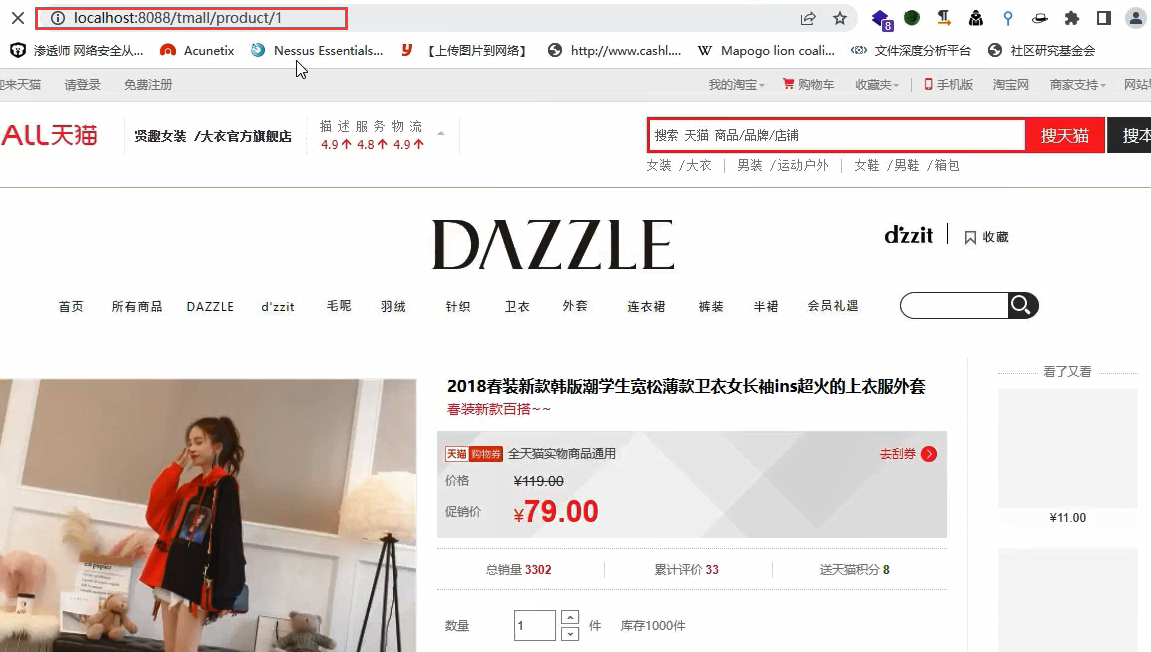 localhost:8088/tmall/product/1
8
渗透师 网络安全从... Acunetix Nessus Essentials... 【上传图片到网络】 http://www.cashl.... Mapogo lion coali... 文件深度分析平台 社区研究基金会
迎来天猫 请登录 免费注册 我的淘宝 购物车 收藏夹 手机版 淘宝网 商家支持 网站导
ALL天猫 贤趣女装 /大衣官方旗舰店
描 述 服 务 物 流
4.9 4.8 4.9
搜索 天猫 商品/品牌/店铺 搜天猫 搜本
女装 /大衣 男装 /运动户外 女鞋 /男鞋 /箱包
DAZZLE
d'zzit 收藏
首页 所有商品 DAZZLE d'zzit 毛呢 羽绒 针织 卫衣 外套 连衣裙 裤装 半裙 会员礼遇
看了又看
2018春装新款韩版潮学生宽松薄款卫衣女长袖ins超火的上衣服外套
春装新款百搭~~
天猫 购物券 全天猫实物商品通用 去刮券
价格 ¥119.00
促销价 ¥79.00
¥11.00
总销量 3302 累计评价 33 送天猫积分 8
数量 1 件 库存1000件